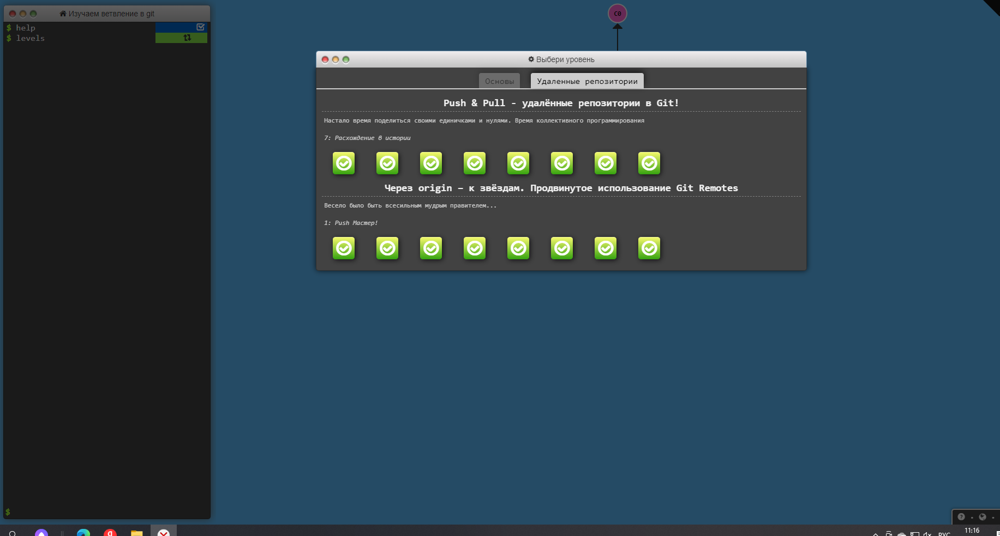 Изучаем ветвление в git
$ help
$ levels
$
C0
Выбери уровень
Основы
Удаленные репозитории
Push & Pull - удалённые репозитории в Git!
Настало время поделиться своими единичками и нулями. Время коллективного программирования
7: Расхождение в истории
Через origin – к звёздам. Продвинутое использование Git Remotes
Весело было быть всесильным мудрым правителем...
1: Push Мастер!
РУС
11:16